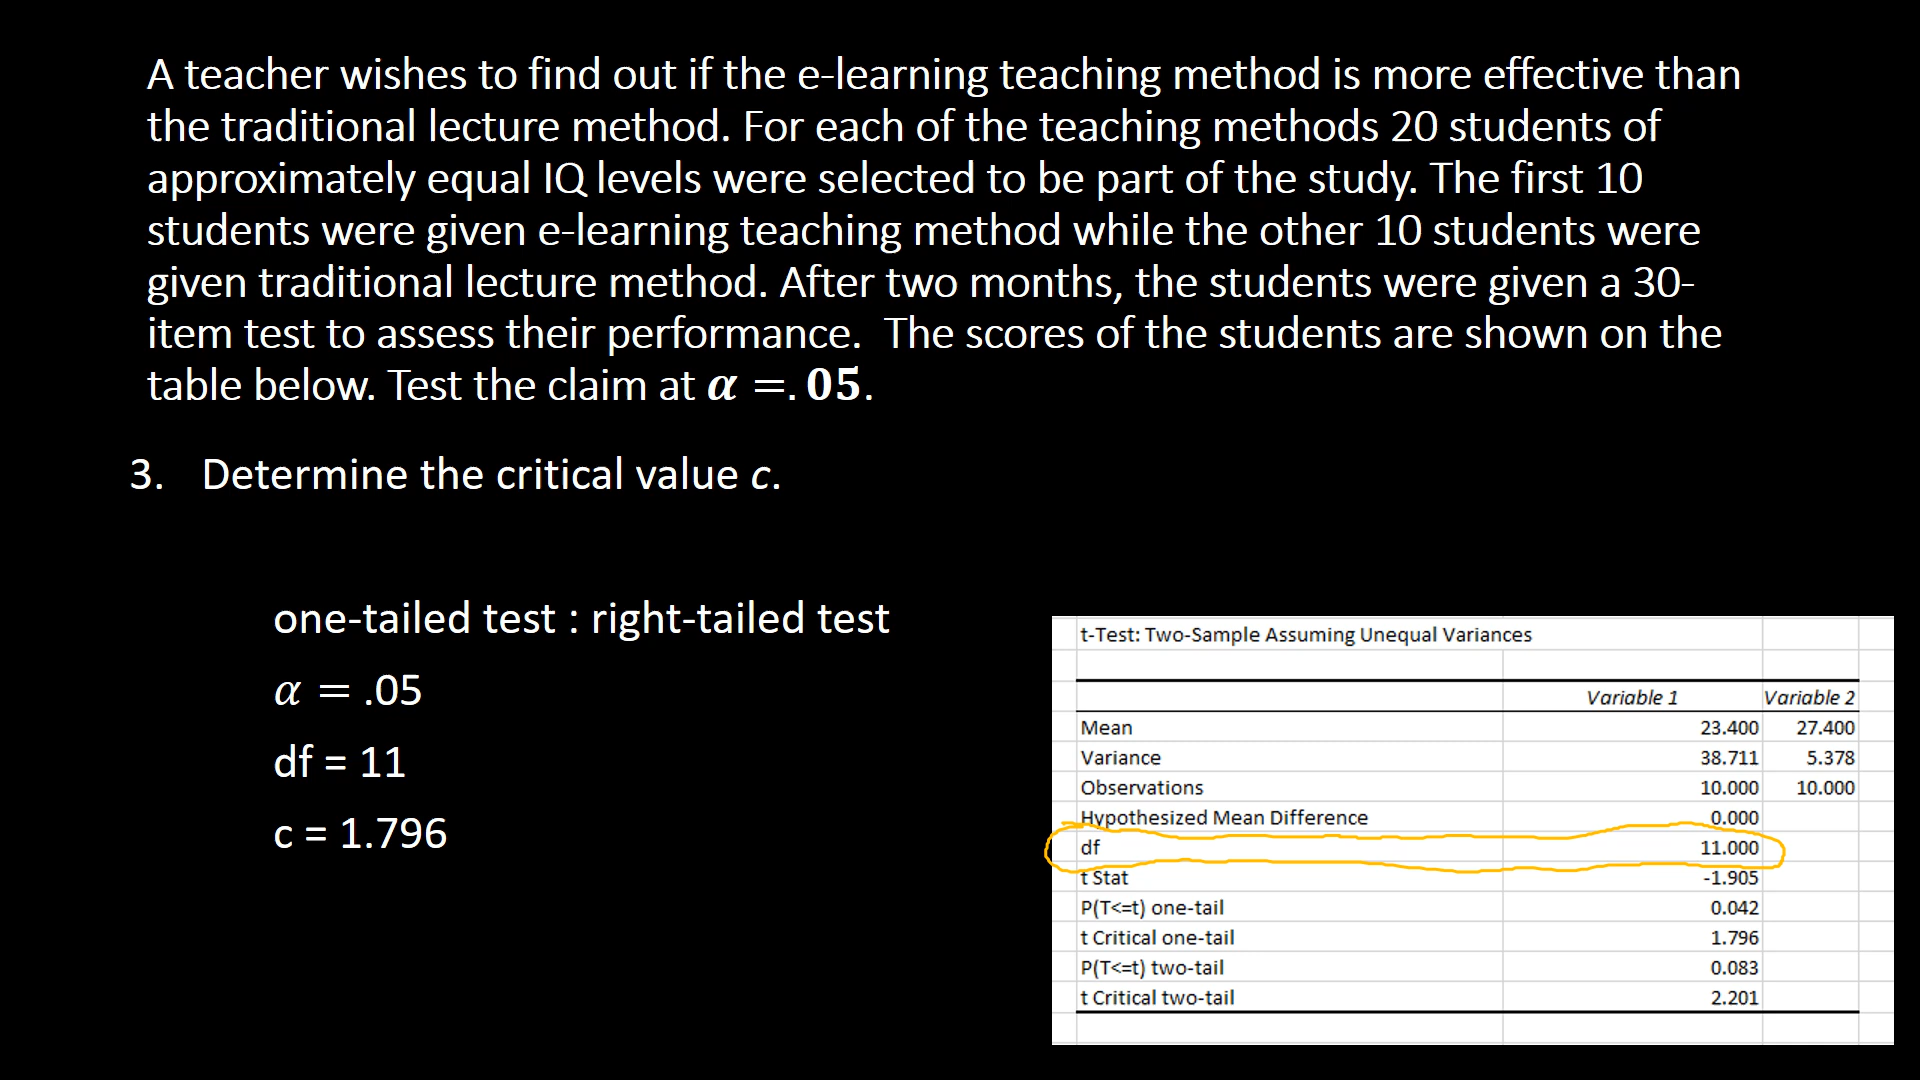 A teacher wishes to find out if the e-learning teaching method is more effective than
the traditional lecture method. For each of the teaching methods 20 students of
approximately equal IQ levels were selected to be part of the study. The first 10
students were given e-learning teaching method while the other 10 students were
given traditional lecture method. After two months, the students were given a 30-
item test to assess their performance.  The scores of the students are shown on the
table below. Test the claim at α =. 05.
3. Determine the critical value c.
one-tailed test : right-tailed test
α = .05
df = 11
c = 1.796
t-Test: Two-Sample Assuming Unequal Variances
Variable 1 Variable 2
Mean 23.400 27.400
Variance 38.711 5.378
Observations 10.000 10.000
Hypothesized Mean Difference 0.000
df 11.000
t Stat -1.905
P(T<=t) one-tail 0.042
t Critical one-tail 1.796
P(T<=t) two-tail 0.083
t Critical two-tail 2.201